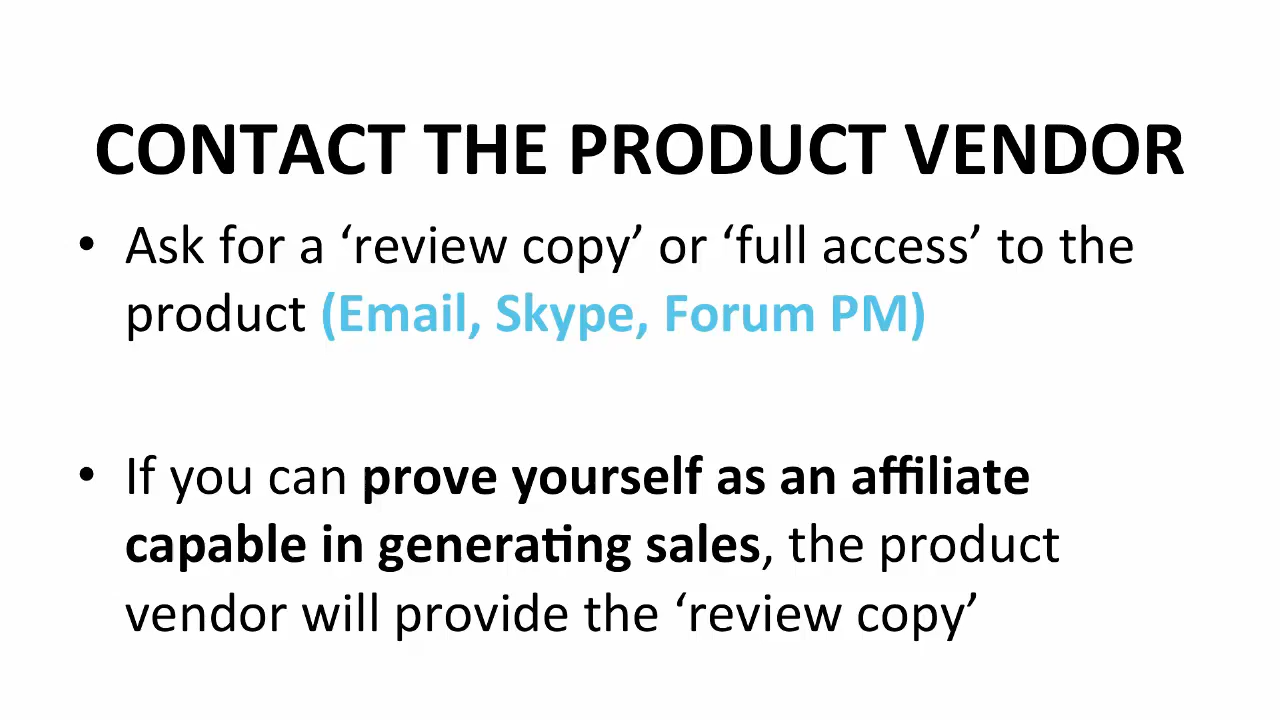 CONTACT THE PRODUCT VENDOR
• Ask for a ‘review copy’ or ‘full access’ to the
product (Email, Skype, Forum PM)
• If you can prove yourself as an affiliate
capable in generating sales, the product
vendor will provide the ‘review copy’